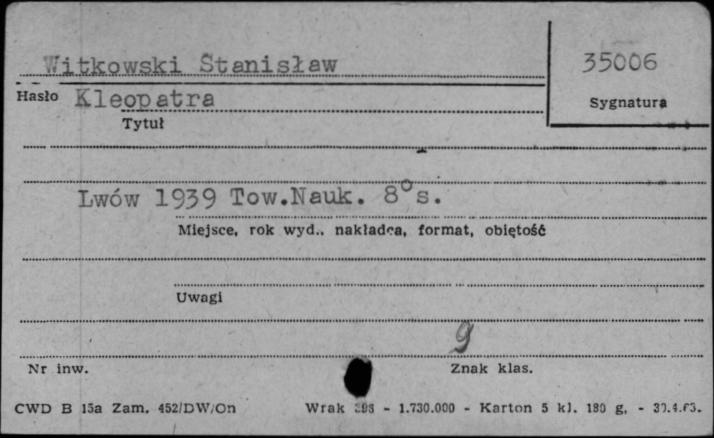 Witkowski Stanisław
35006
Hasło Kleopatra
Sygnatura
Tytuł
Lwów 1939 Tow.Nauk. 8° s.
Miejsce, rok wyd., nakładca, format, objętość
Uwagi
9
Nr inw.
Znak klas.
CWD B 15a Zam. 452/DW/On Wrak - 1.730.000 - Karton 5 kl. 180 g. -